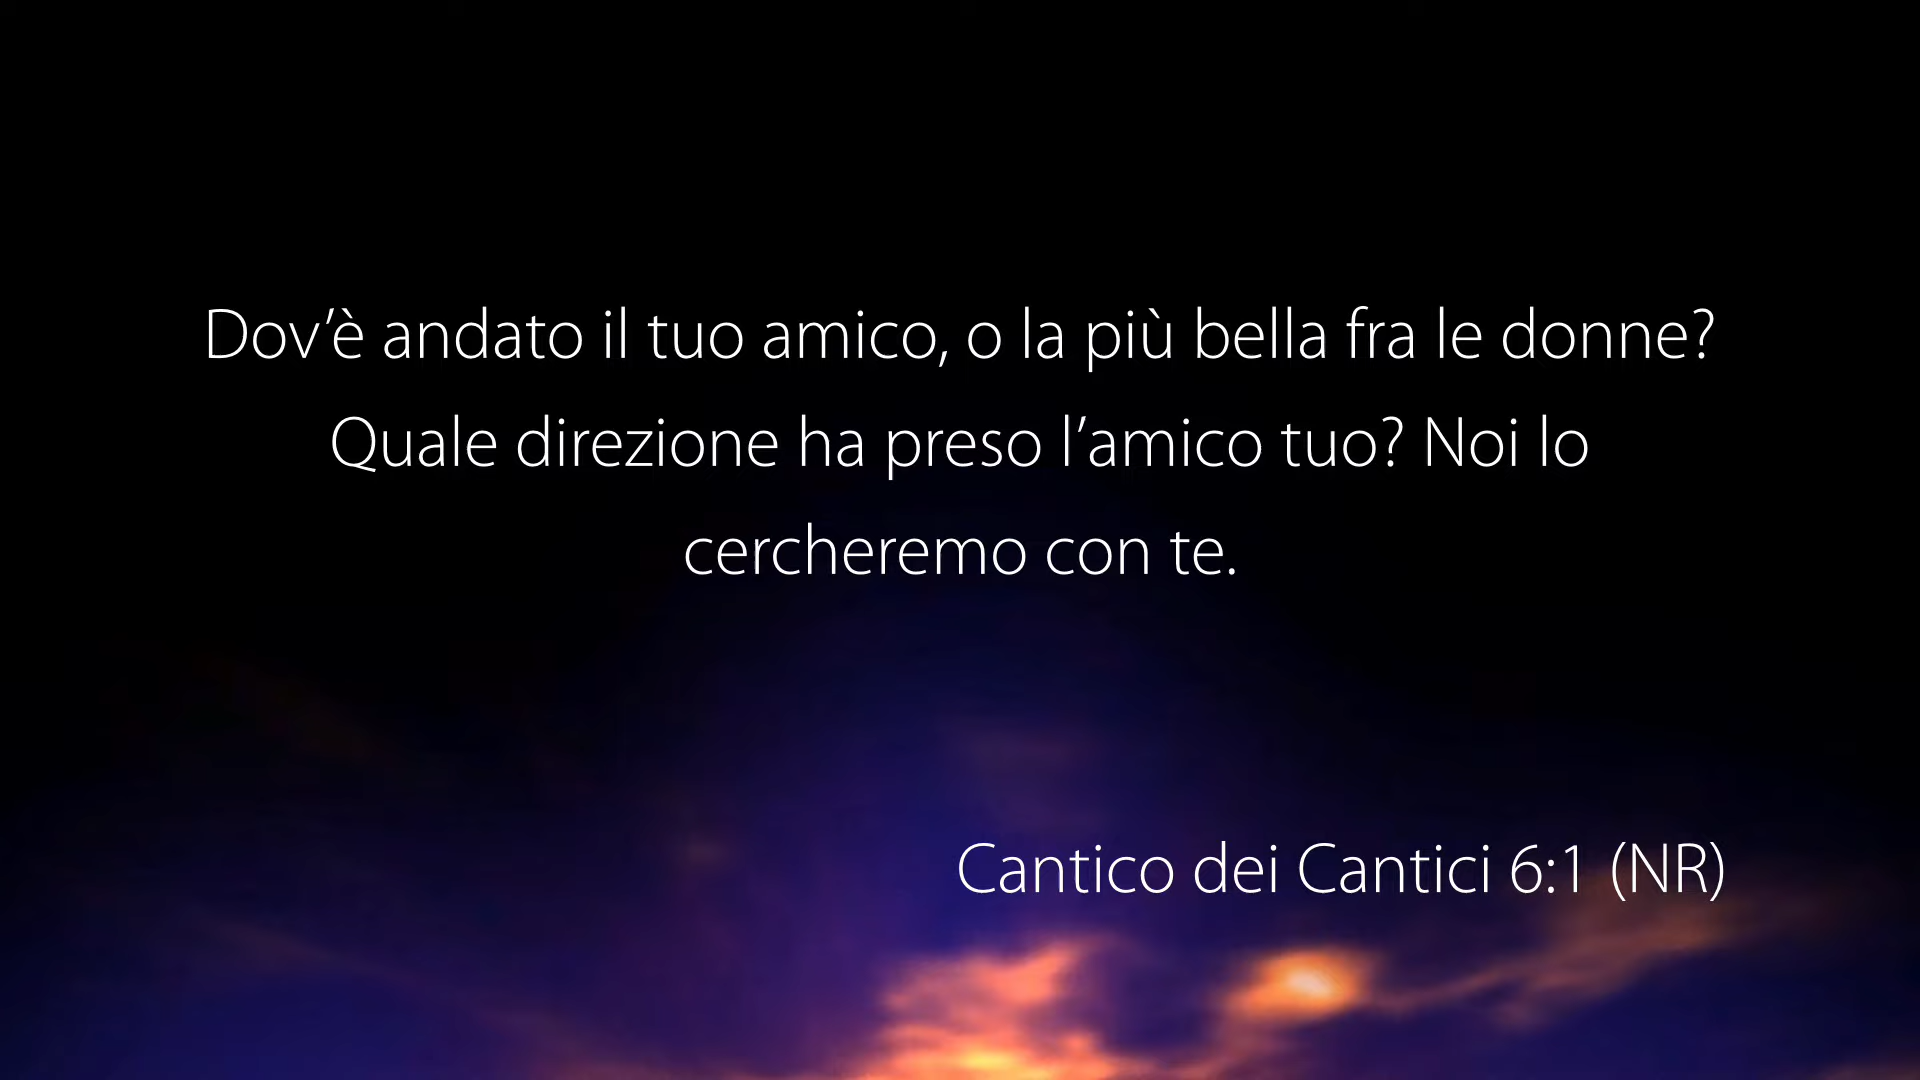 Dov’è andato il tuo amico, o la più bella fra le donne?
Quale direzione ha preso l’amico tuo? Noi lo
cercheremo con te.
Cantico dei Cantici 6:1 (NR)